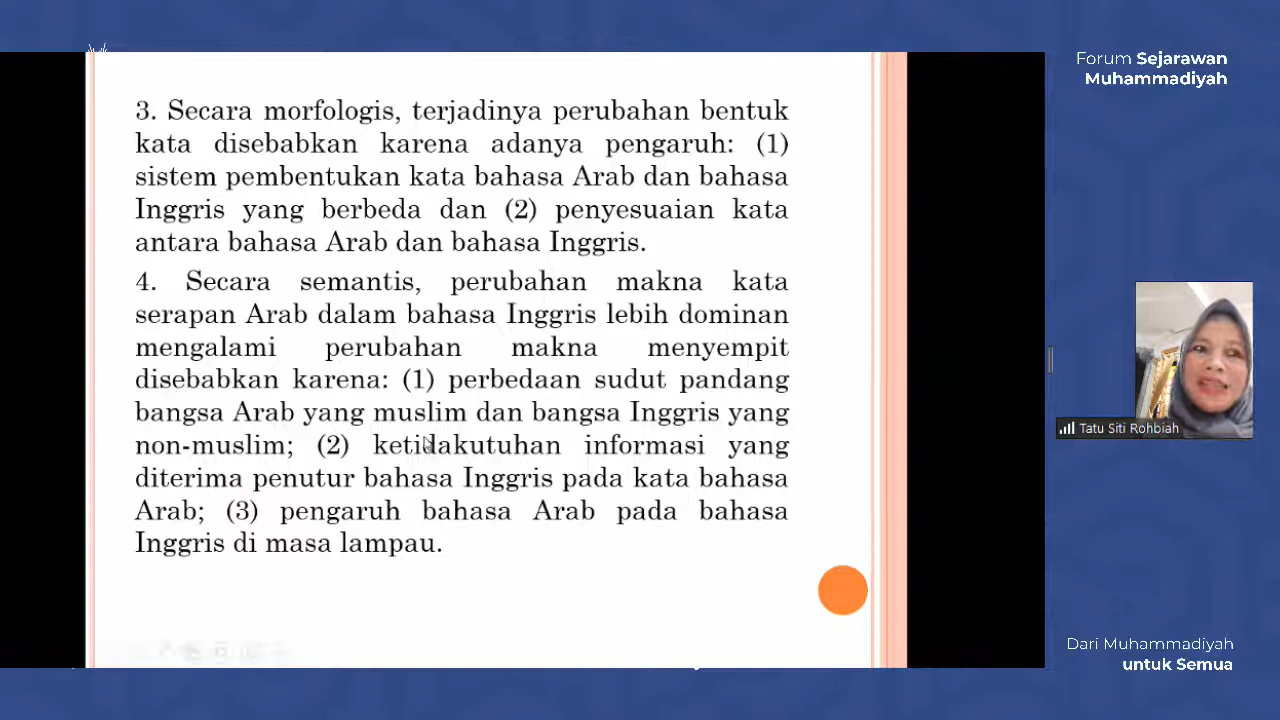 Forum Sejarawan
Muhammadiyah
3. Secara morfologis, terjadinya perubahan bentuk
kata disebabkan karena adanya pengaruh: (1)
sistem pembentukan kata bahasa Arab dan bahasa
Inggris yang berbeda dan (2) penyesuaian kata
antara bahasa Arab dan bahasa Inggris.
4. Secara semantis, perubahan makna kata
serapan Arab dalam bahasa Inggris lebih dominan
mengalami perubahan makna menyempit
disebabkan karena: (1) perbedaan sudut pandang
bangsa Arab yang muslim dan bangsa Inggris yang
non-muslim; (2) ketidakutuhan informasi yang
diterima penutur bahasa Inggris pada kata bahasa
Arab; (3) pengaruh bahasa Arab pada bahasa
Inggris di masa lampau.
Tatu Siti Rohbiah
Dari Muhammadiyah
untuk Semua